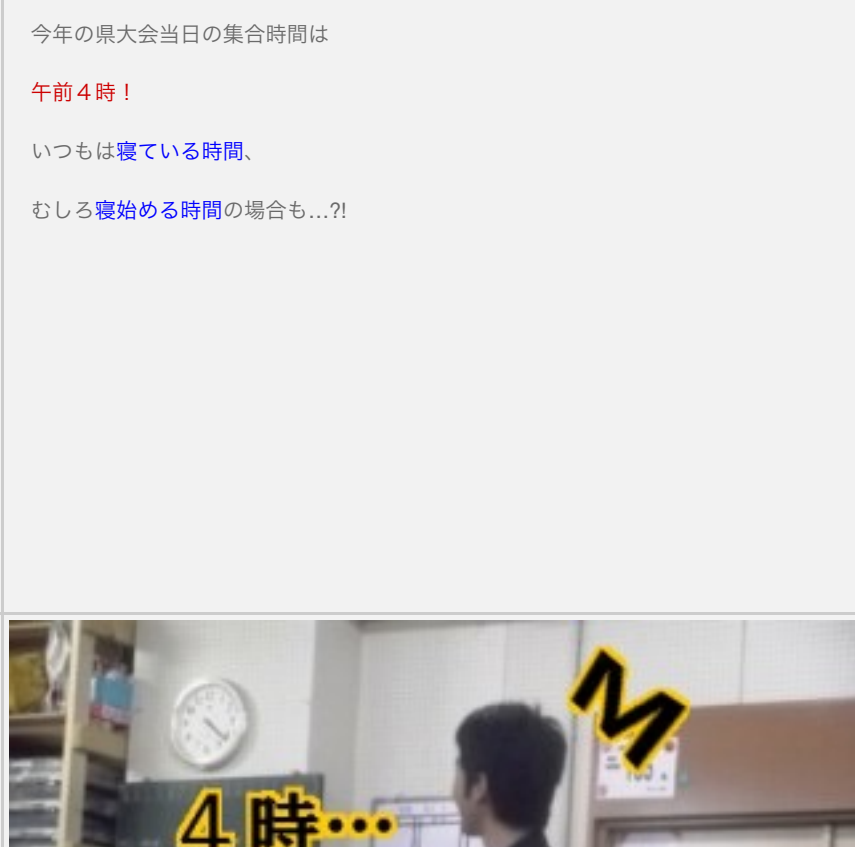 今年の県大会当日の集合時間は
午前４時！
いつもは寝ている時間、
むしろ寝始める時間の場合も…?!
M
４時…